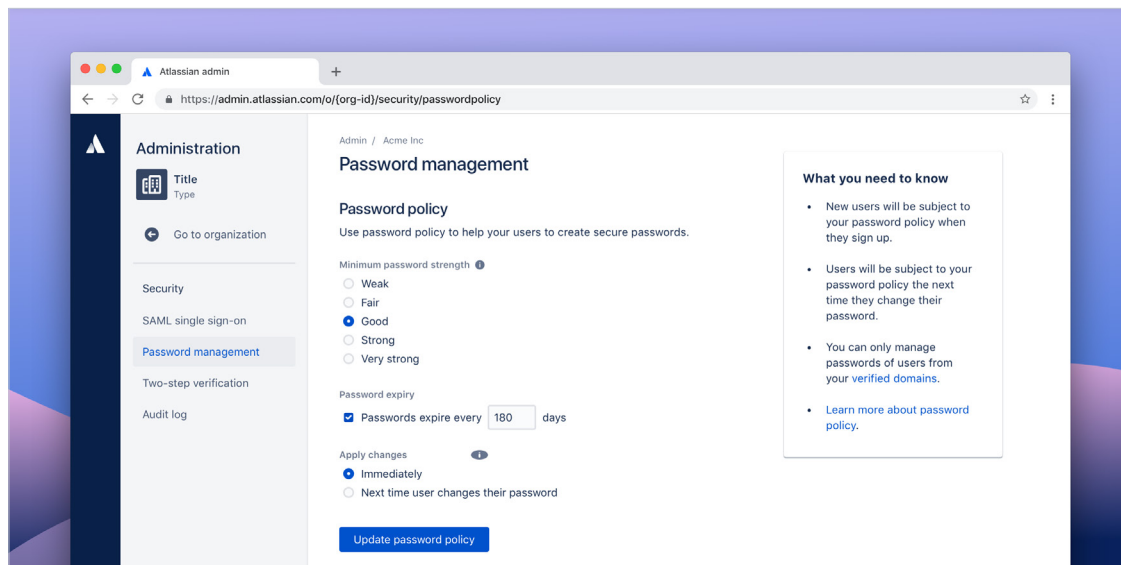 Atlassian admin
https://admin.atlassian.com/o/{org-id}/security/passwordpolicy
Administration
Title
Type
Go to organization
Security
SAML single sign-on
Password management
Two-step verification
Audit log
Admin / Acme Inc
Password management
Password policy
Use password policy to help your users to create secure passwords.
Minimum password strength
Weak
Fair
Good
Strong
Very strong
Password expiry
Passwords expire every 180 days
Apply changes
Immediately
Next time user changes their password
Update password policy
What you need to know
• New users will be subject to
your password policy when
they sign up.
• Users will be subject to your
password policy the next
time they change their
password.
• You can only manage
passwords of users from
your verified domains.
• Learn more about password
policy.